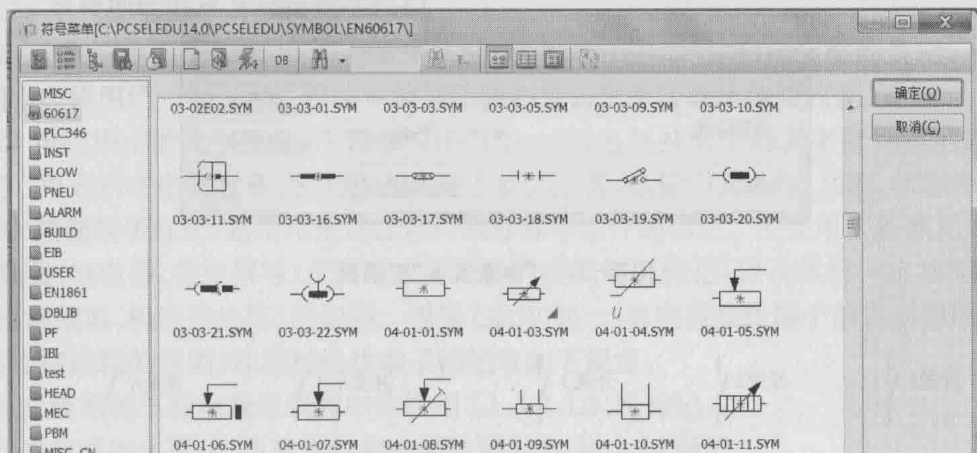 符号菜单[C:\PCSELEDU14.0\PCSELEDU\SYMBOL\EN60617\]
DB
确定(O)
取消(C)
MISC
60617
PLC346
INST
FLOW
PNEU
ALARM
BUILD
EIB
USER
EN1861
DBLIB
PF
IBI
test
HEAD
MEC
PBM
MISC_CN
03-02E02.SYM 03-03-01.SYM 03-03-03.SYM 03-03-05.SYM 03-03-09.SYM 03-03-10.SYM
03-03-11.SYM 03-03-16.SYM 03-03-17.SYM 03-03-18.SYM 03-03-19.SYM 03-03-20.SYM
U
03-03-21.SYM 03-03-22.SYM 04-01-01.SYM 04-01-03.SYM 04-01-04.SYM 04-01-05.SYM
04-01-06.SYM 04-01-07.SYM 04-01-08.SYM 04-01-09.SYM 04-01-10.SYM 04-01-11.SYM